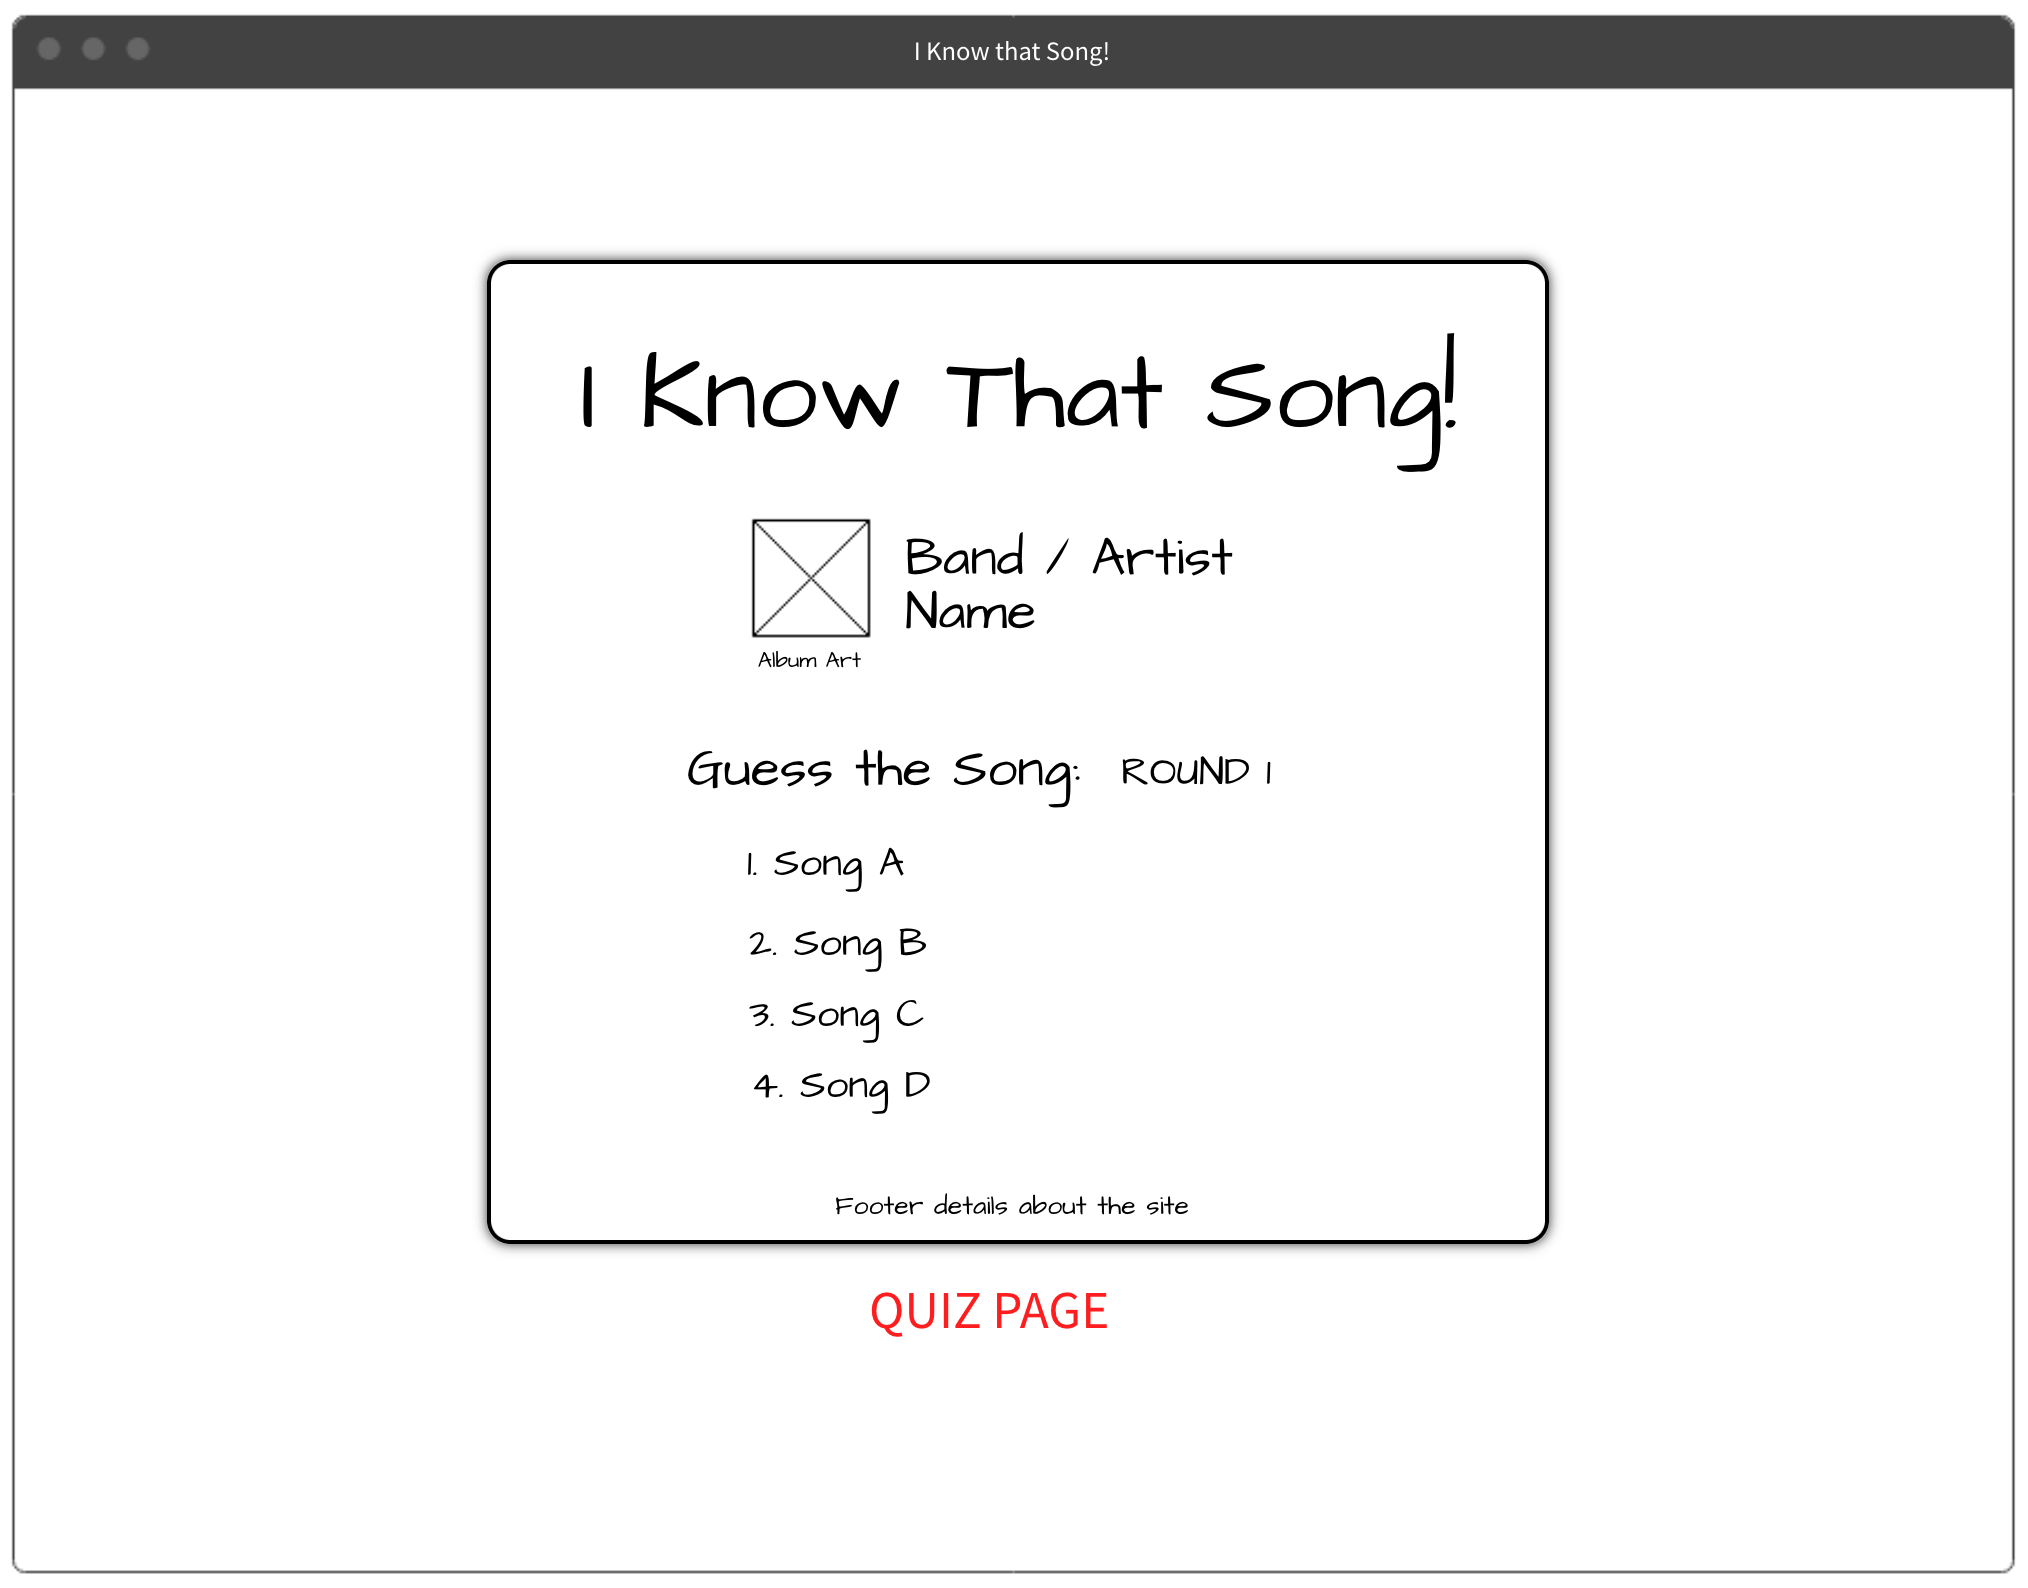 I Know that Song!
I Know That Song!
Band / Artist
Name
Album Art
Guess the Song: ROUND 1
1. Song A
2. Song B
3. Song C
4. Song D
Footer details about the site
QUIZ PAGE